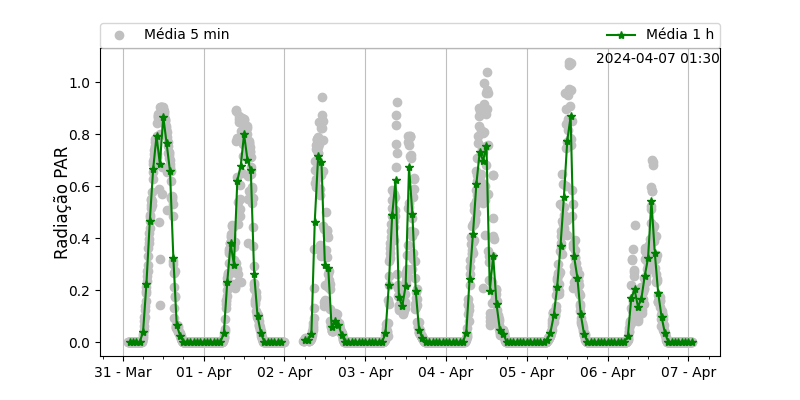 Média 5 min
Média 1 h
2024-04-07 01:30
Radiação PAR
1.0
0.8
0.6
0.4
0.2
0.0
31 - Mar
01 - Apr
02 - Apr
03 - Apr
04 - Apr
05 - Apr
06 - Apr
07 - Apr